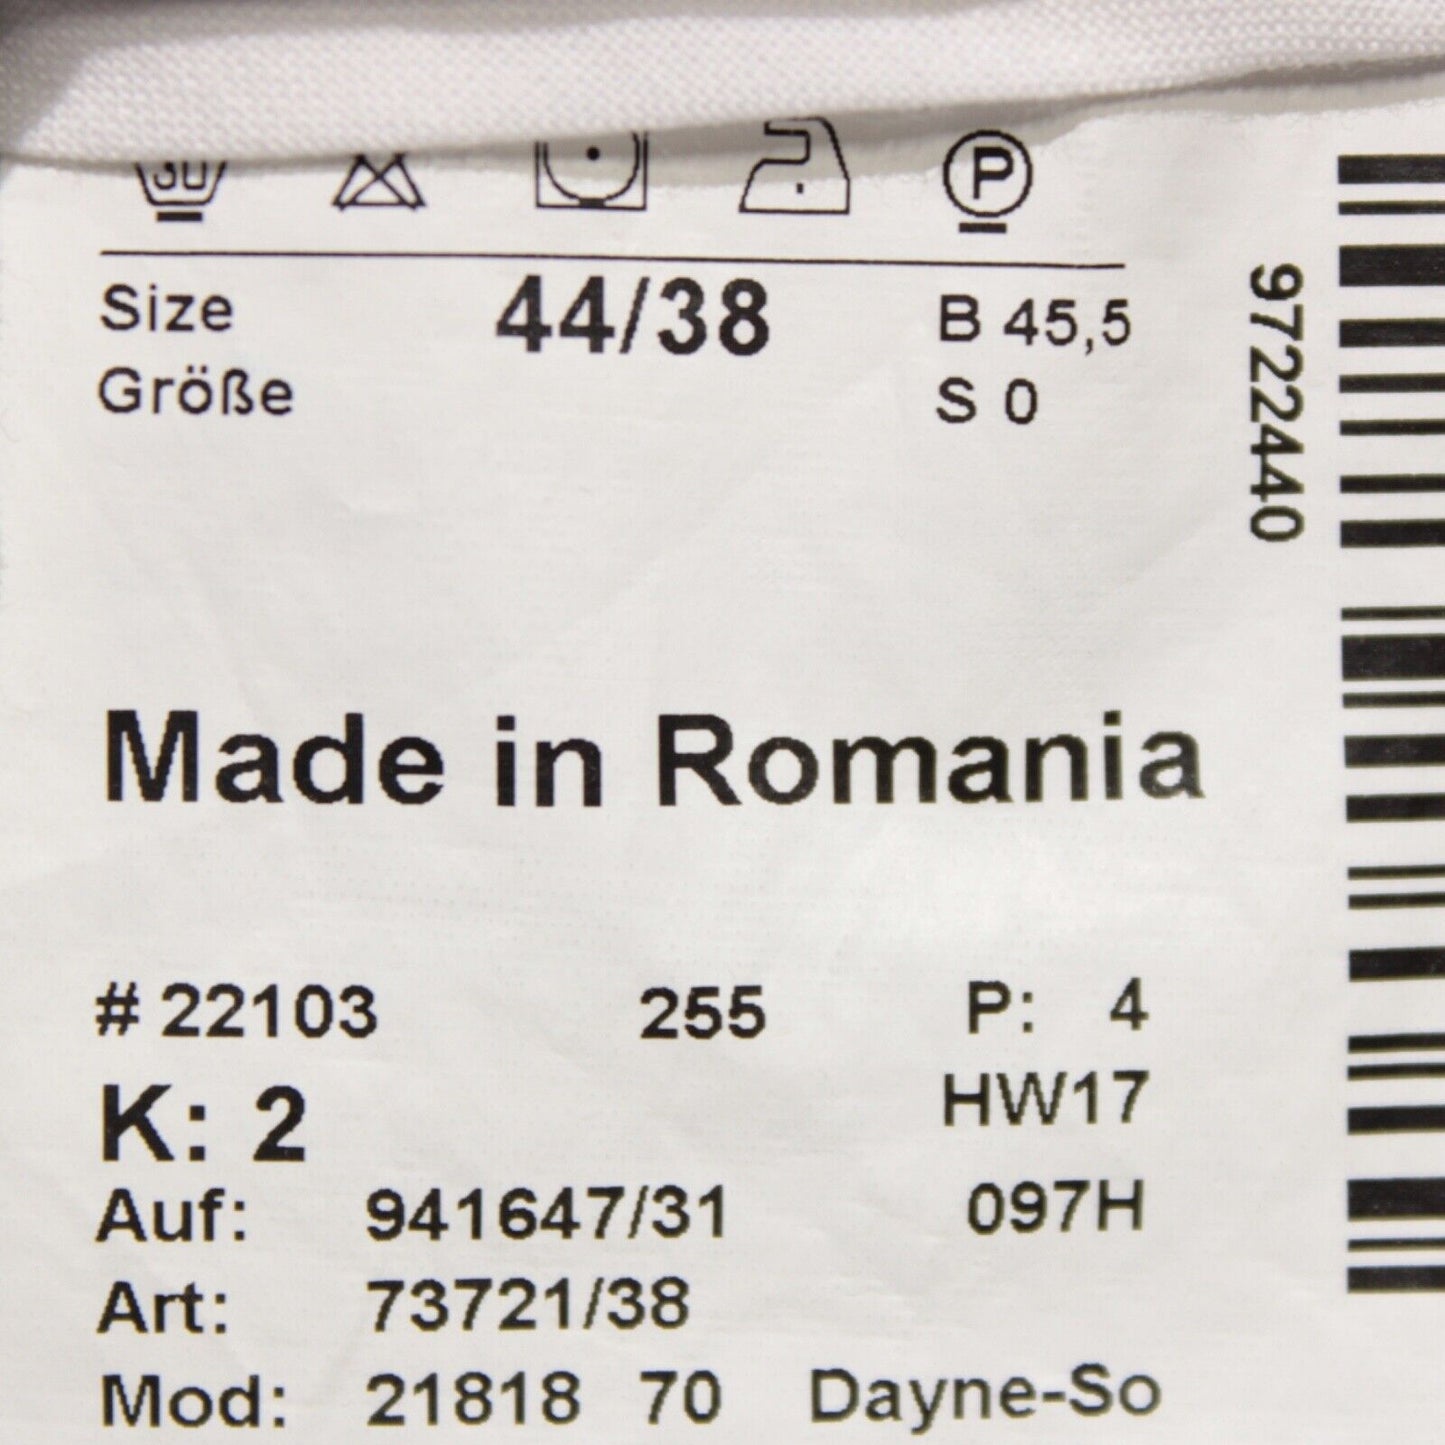 30
P
Size 44/38 B 45,5
Größe S 0
9722440
Made in Romania
# 22103 255 P: 4
K: 2 HW17
Auf: 941647/31 097H
Art: 73721/38
Mod: 21818 70 Dayne-So